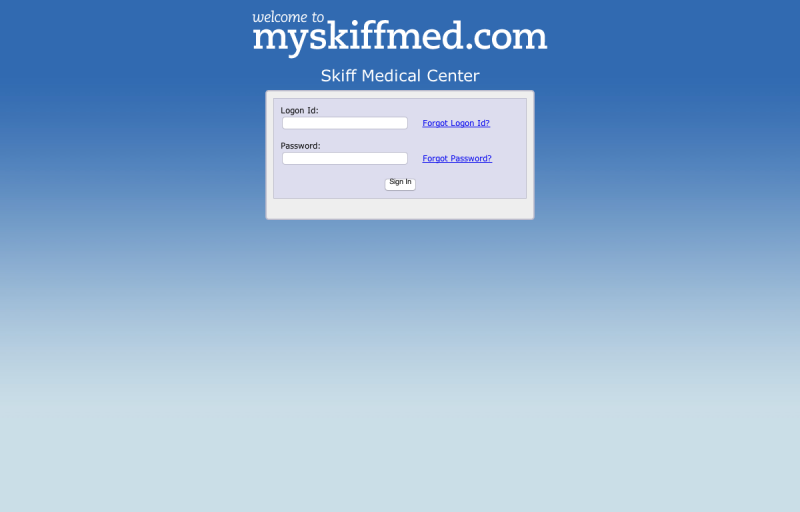 welcome to
myskiffmed.com
Skiff Medical Center
Logon Id:
Forgot Logon Id?
Password:
Forgot Password?
Sign In